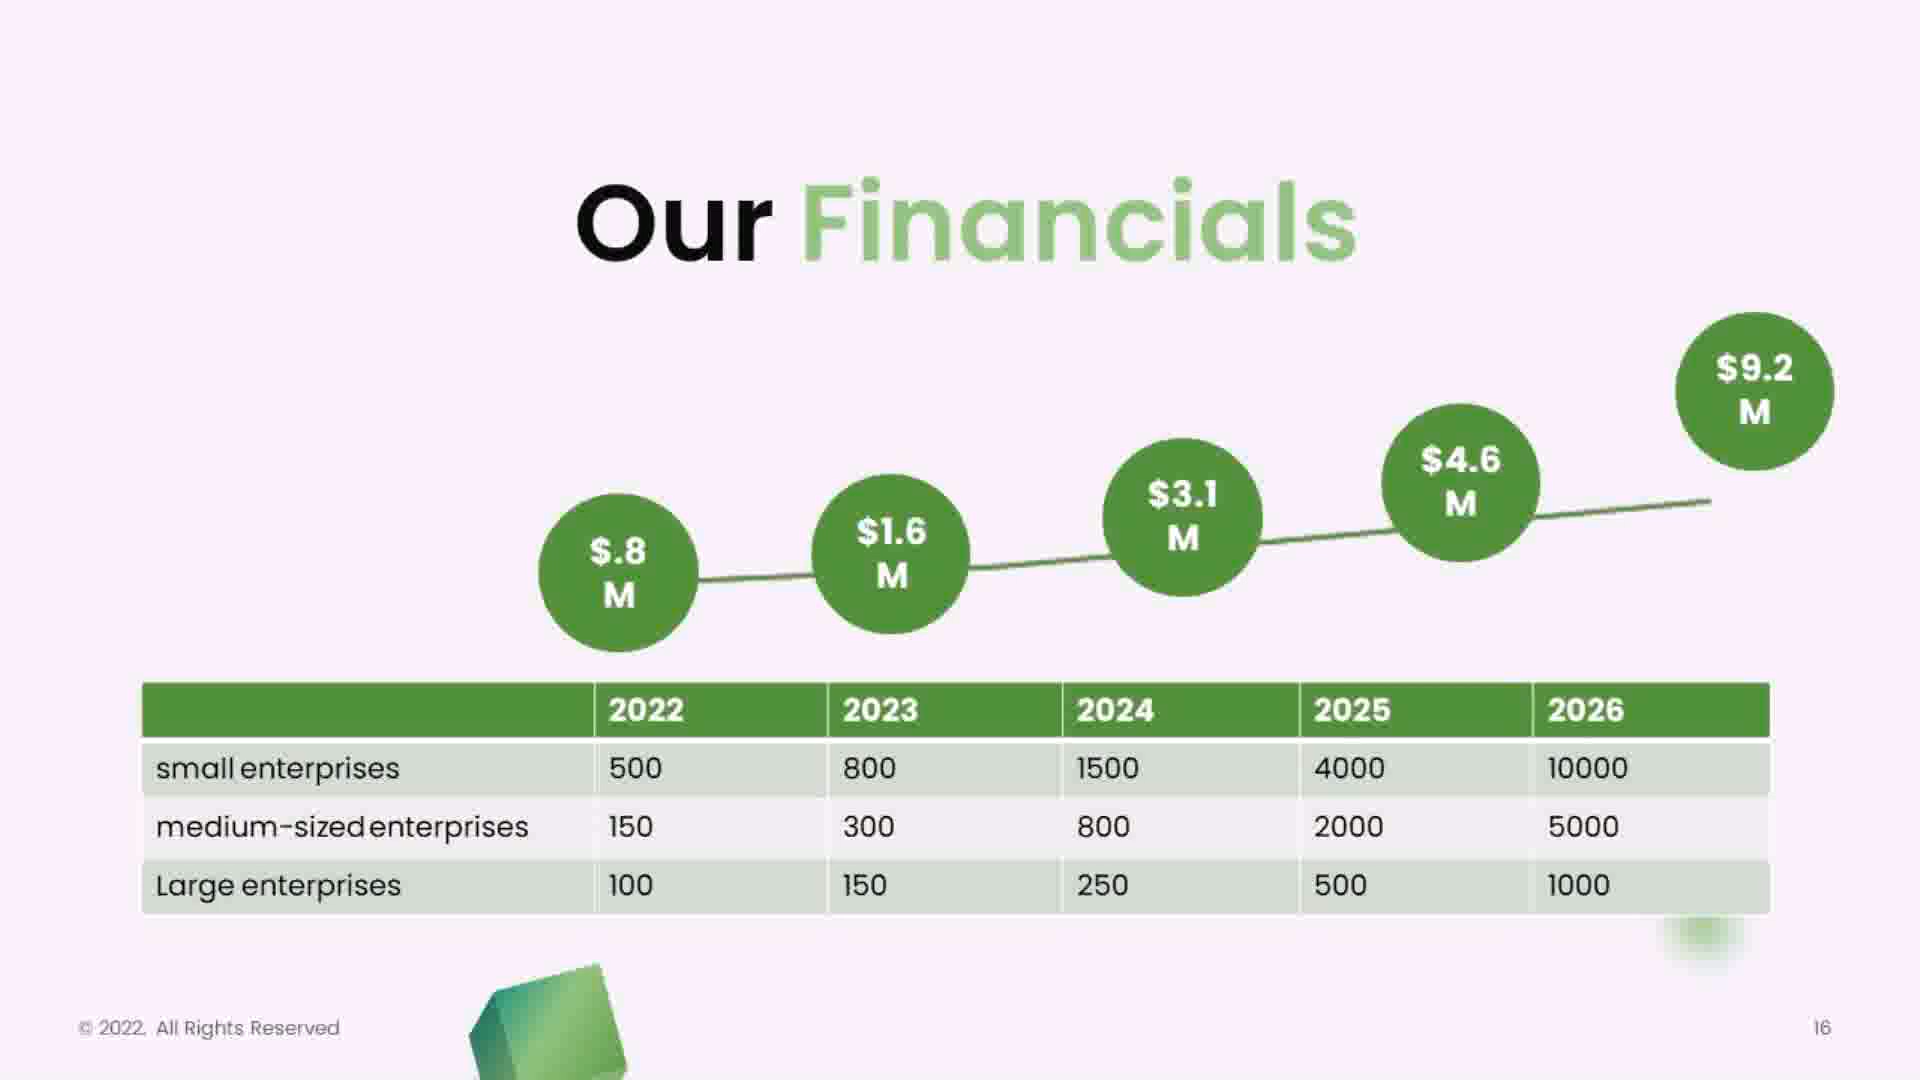 Our Financials
$.8
M
$1.6
M
$3.1
M
$4.6
M
$9.2
M
2022 2023 2024 2025 2026
small enterprises 500 800 1500 4000 10000
medium-sized enterprises 150 300 800 2000 5000
Large enterprises 100 150 250 500 1000
© 2022. All Rights Reserved
16